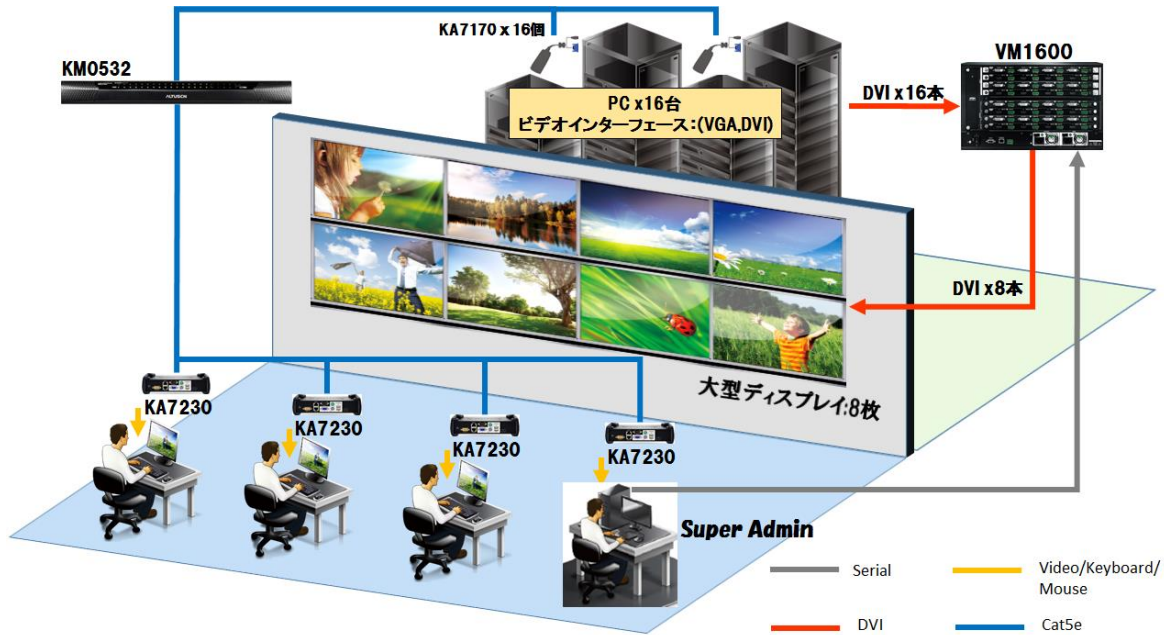 KA7170 x 16個
KM0532
ALTUSEN
VM1600
PC x16台
ビデオインターフェース:(VGA,DVI)
DVI x16本
DVI x8本
大型ディスプレイ:8枚
KA7230
KA7230
KA7230
KA7230
Super Admin
Serial
Video/Keyboard/
Mouse
DVI
Cat5e